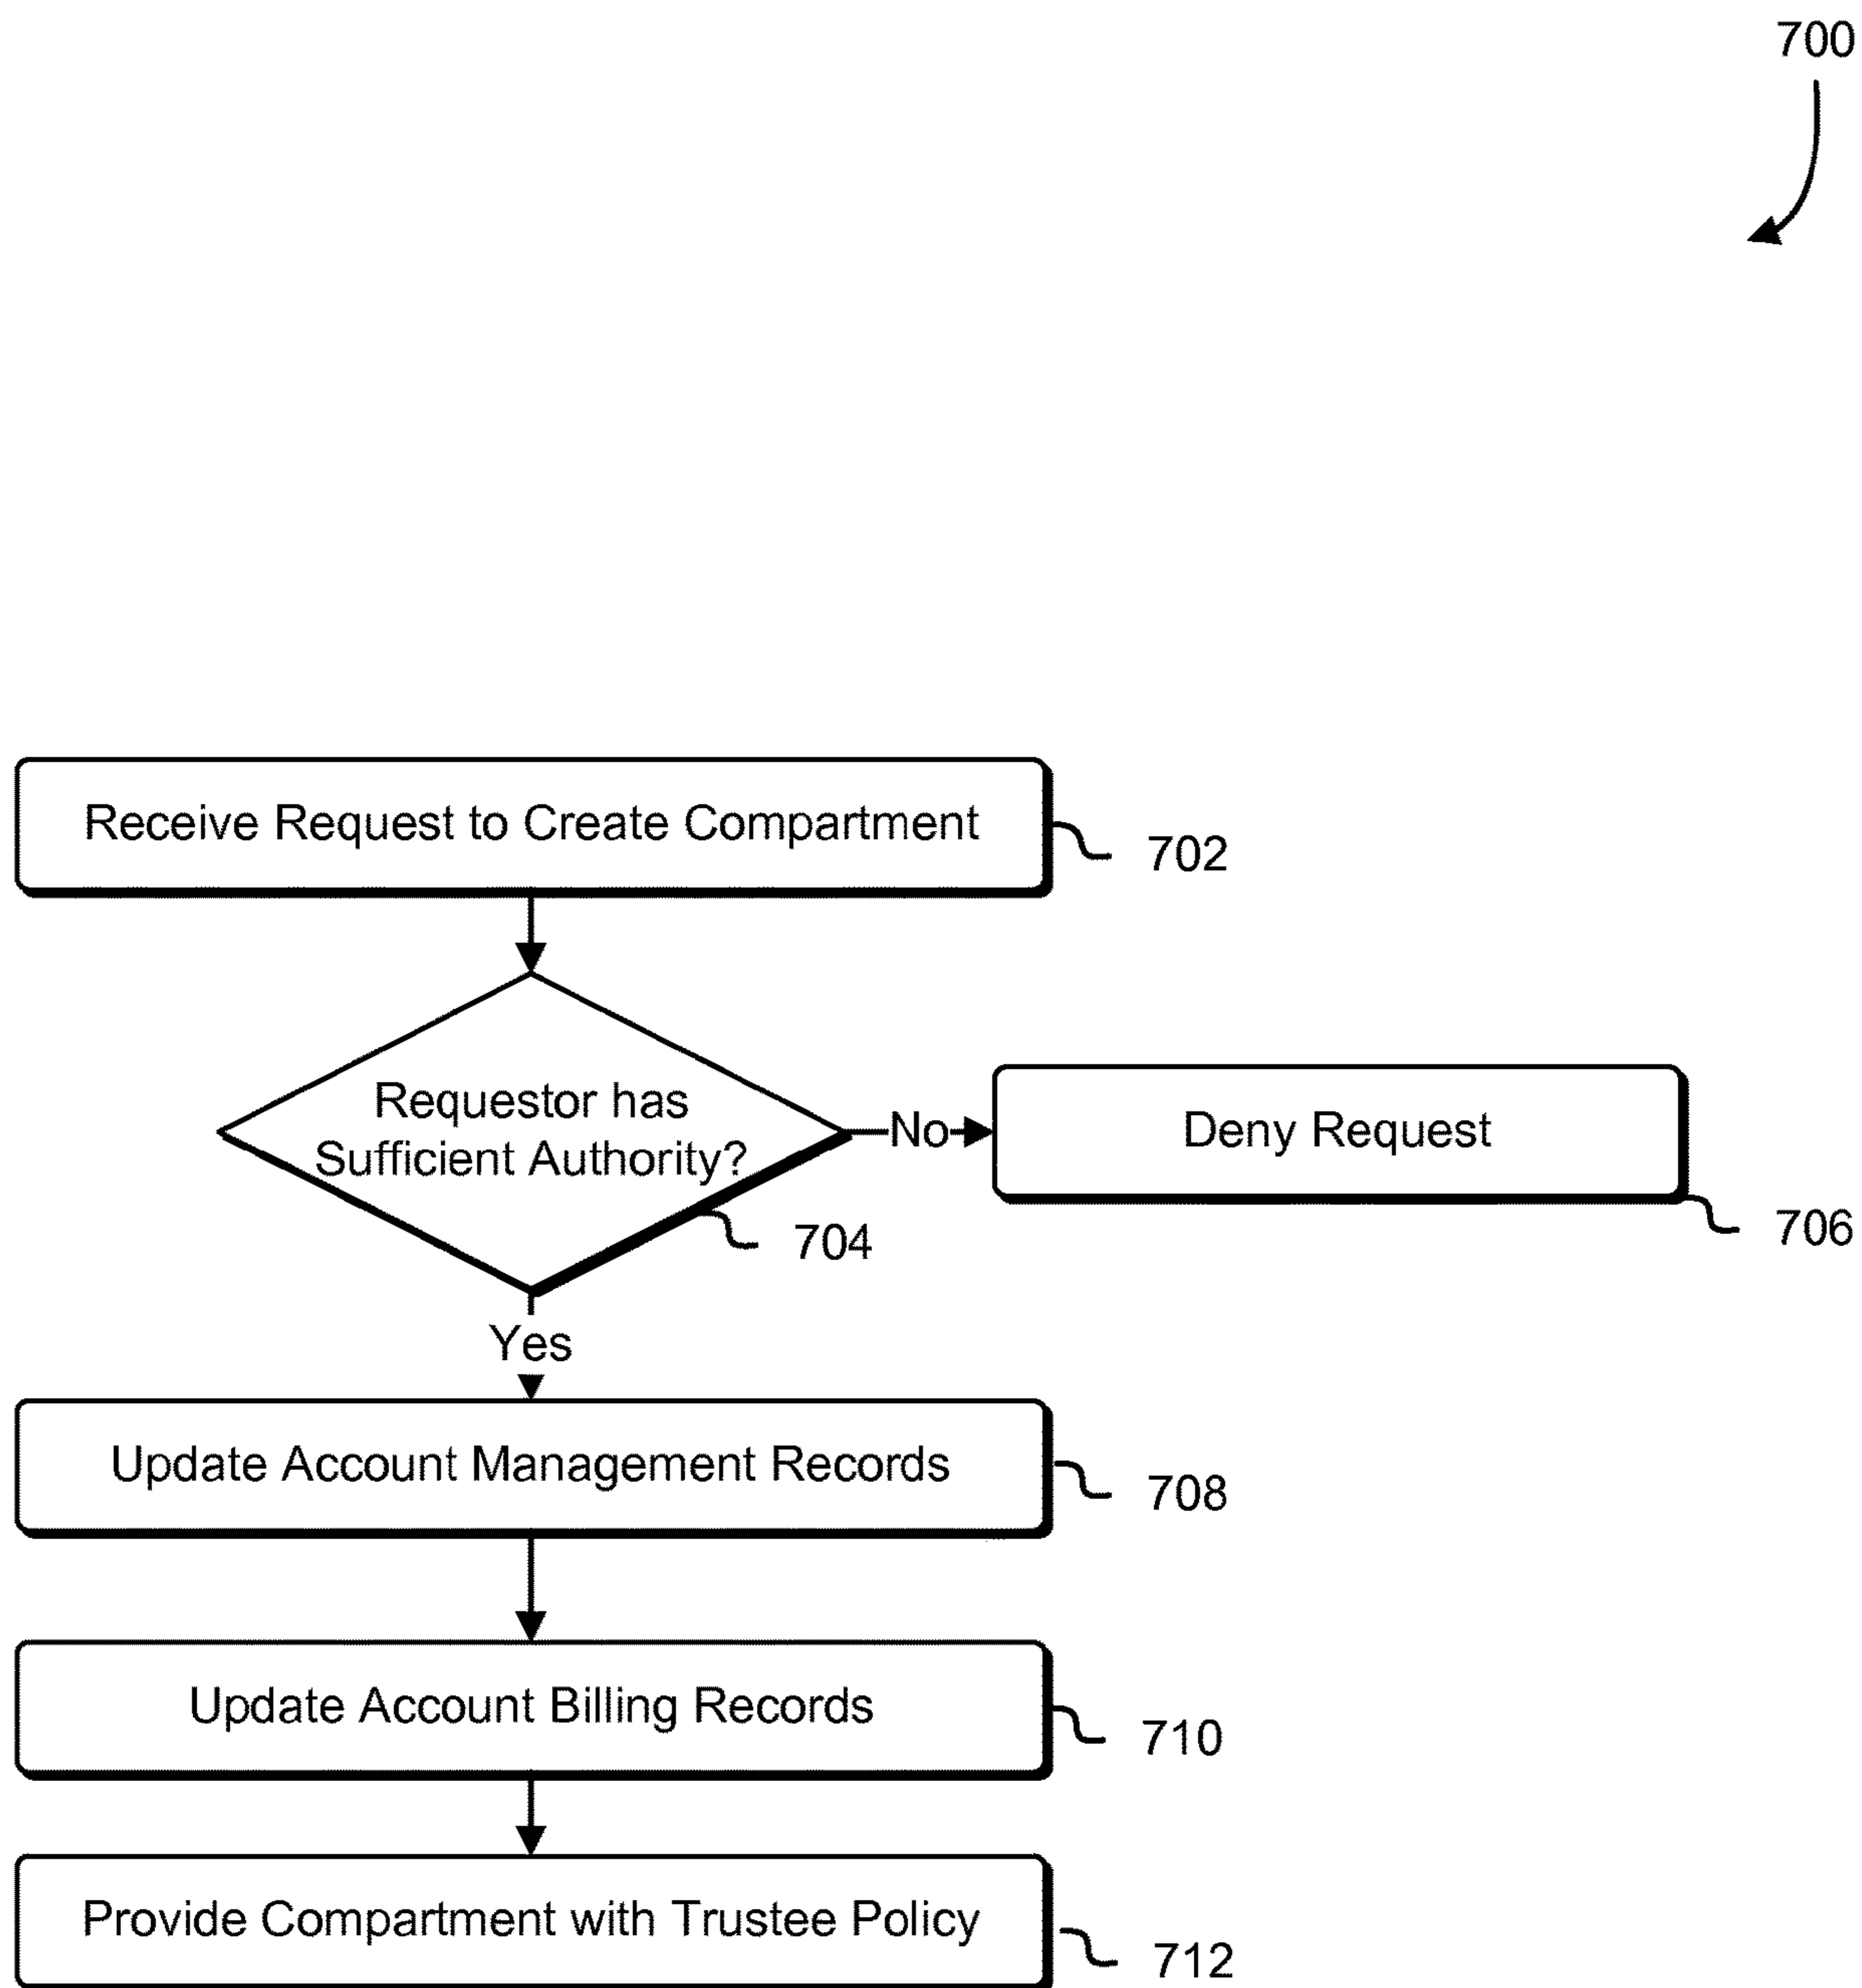 700
Receive Request to Create Compartment
702
Requestor has
Sufficient Authority?
No
Deny Request
704
706
Yes
Update Account Management Records
708
Update Account Billing Records
710
Provide Compartment with Trustee Policy
712